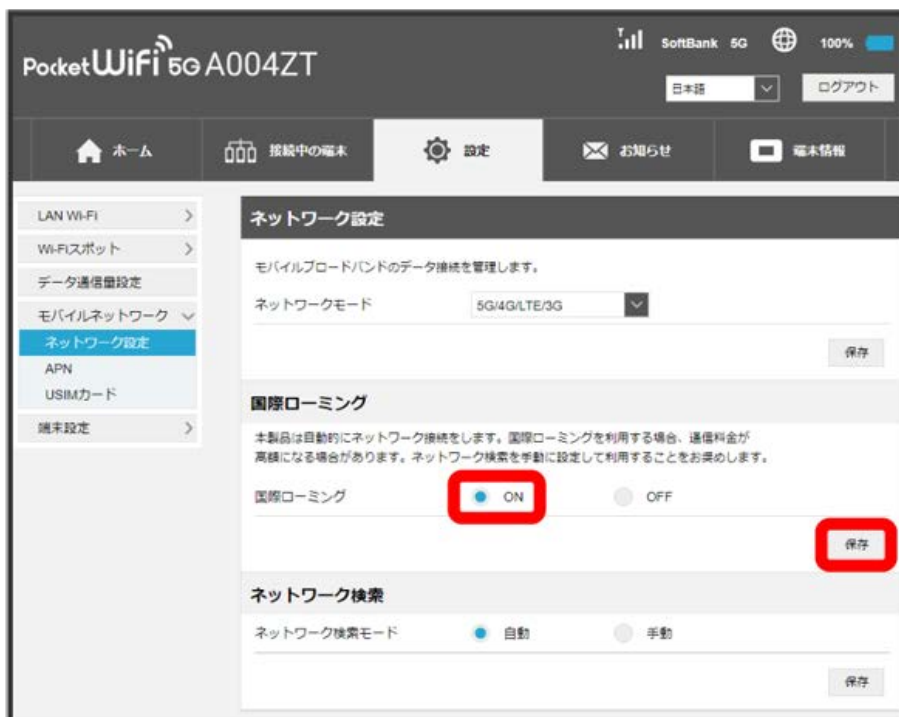 Pocket WiFi 5G A004ZT
SoftBank 5G 100%
日本語 ログアウト
ホーム 接続中の端末 設定 お知らせ 端末情報
LAN Wi-Fi
Wi-Fiスポット
データ通信量設定
モバイルネットワーク
ネットワーク設定
APN
USIMカード
端末設定
ネットワーク設定
モバイルブロードバンドのデータ接続を管理します。
ネットワークモード 5G/4G/LTE/3G
保存
国際ローミング
本製品は自動的にネットワーク接続をします。国際ローミングを利用する場合、通信料金が
高額になる場合があります。ネットワーク検索を手動に設定して利用することをお奨めします。
国際ローミング ON OFF
保存
ネットワーク検索
ネットワーク検索モード 自動 手動
保存